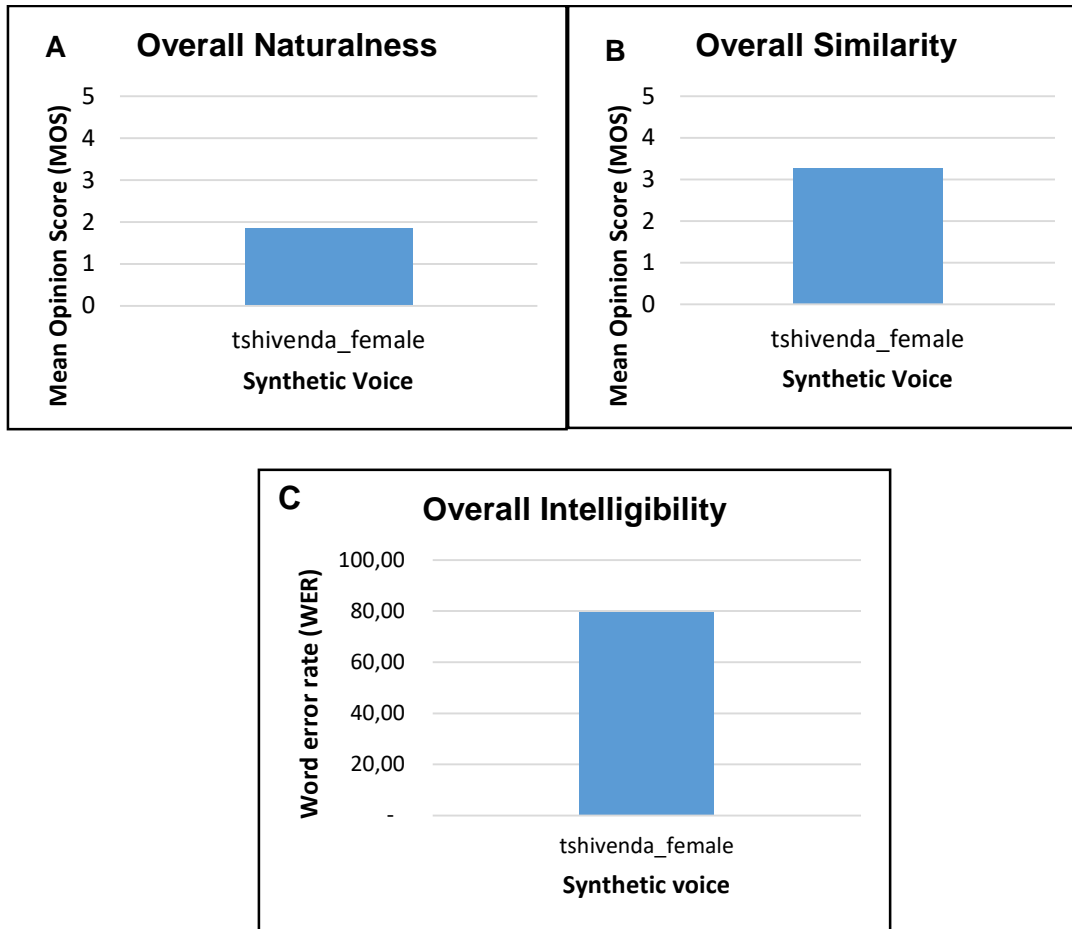 A
Overall Naturalness
Mean Opinion Score (MOS)
5
4
3
2
1
0
tshivenda_female
Synthetic Voice
B
Overall Similarity
Mean Opinion Score (MOS)
5
4
3
2
1
0
tshivenda_female
Synthetic Voice
C
Overall Intelligibility
Word error rate (WER)
100,00
80,00
60,00
40,00
20,00
-
tshivenda_female
Synthetic voice